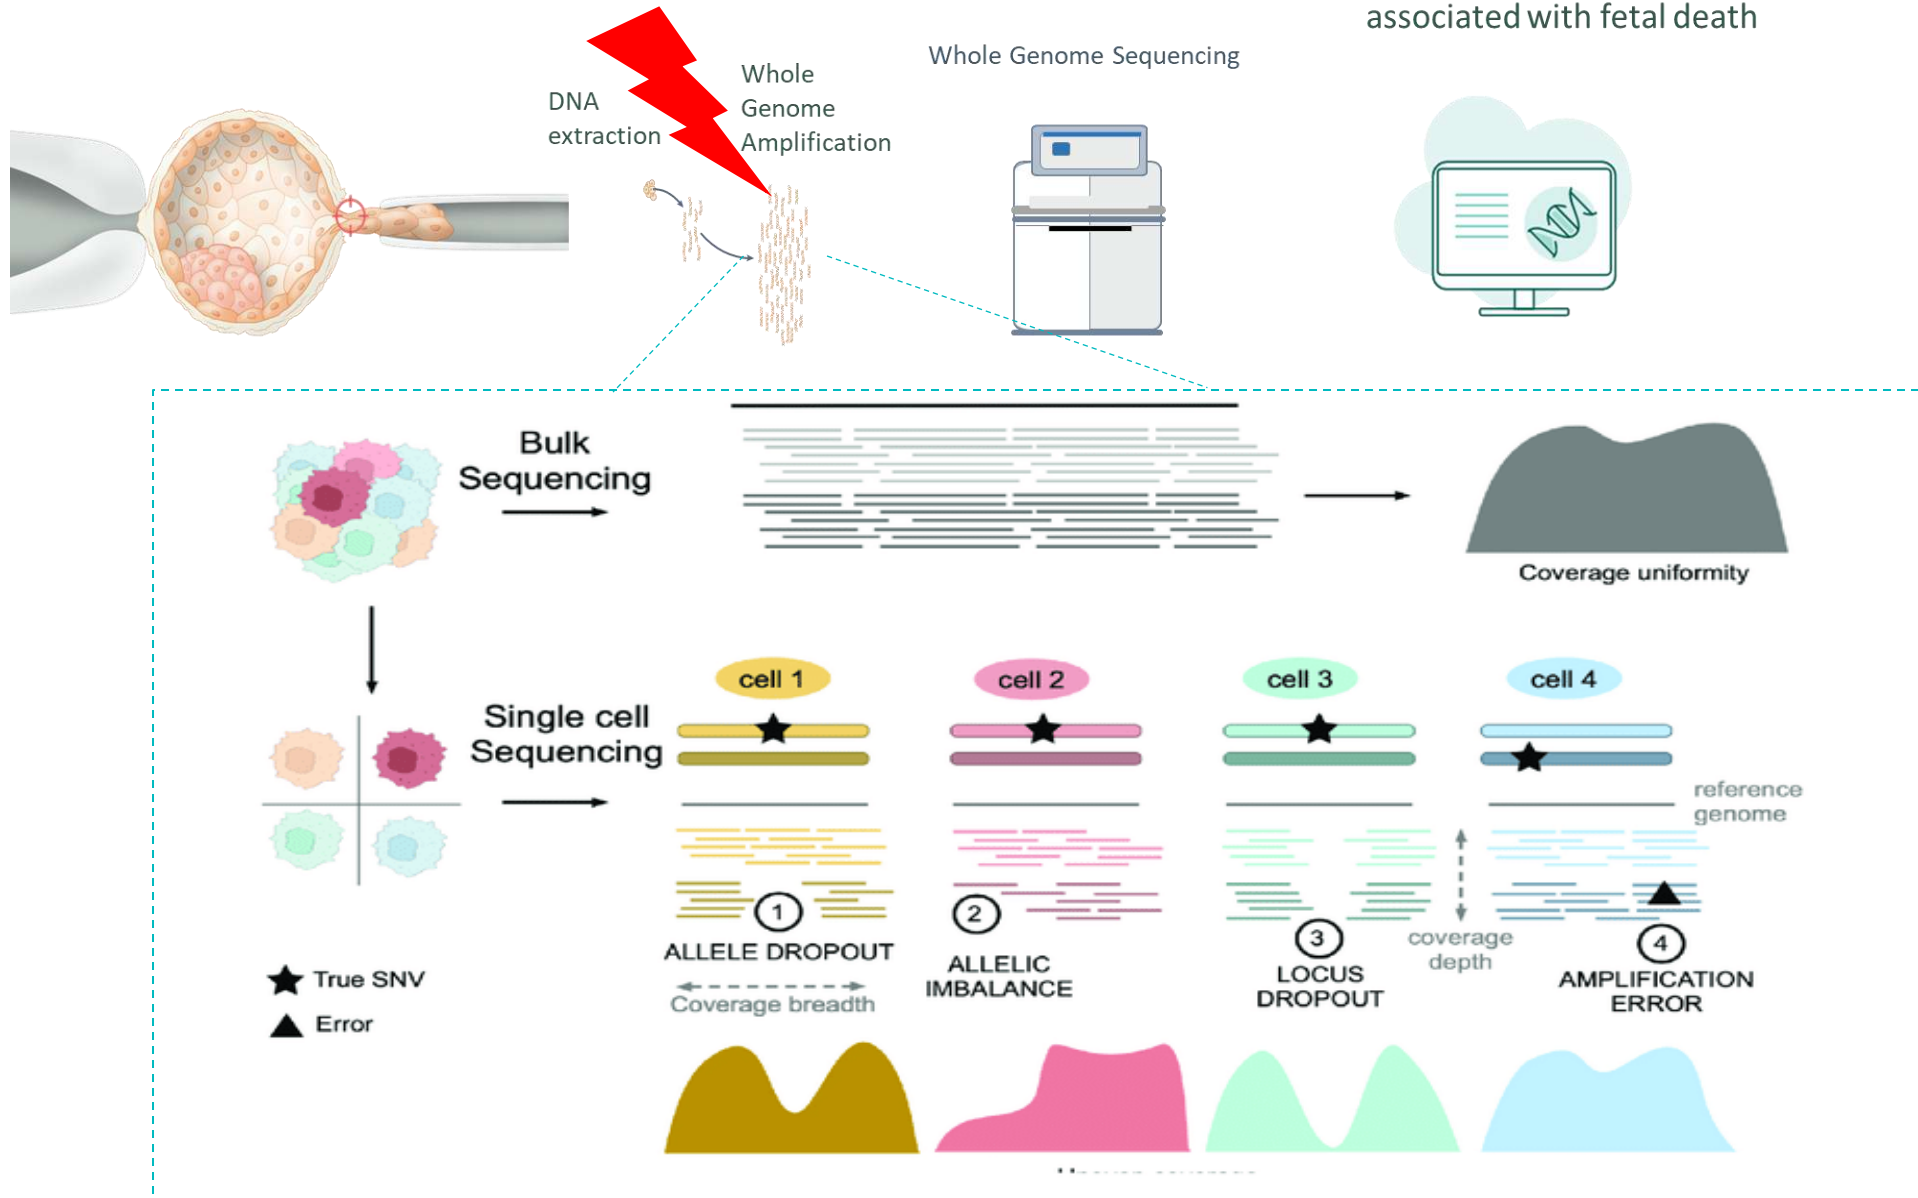 associated with fetal death
Whole Genome Sequencing
DNA
extraction
Whole
Genome
Amplification
Bulk
Sequencing
Coverage uniformity
Single cell
Sequencing
cell 1
cell 2
cell 3
cell 4
reference
genome
1
ALLELE DROPOUT
Coverage breadth
2
ALLELIC
IMBALANCE
3
LOCUS
DROPOUT
coverage
depth
4
AMPLIFICATION
ERROR
True SNV
Error